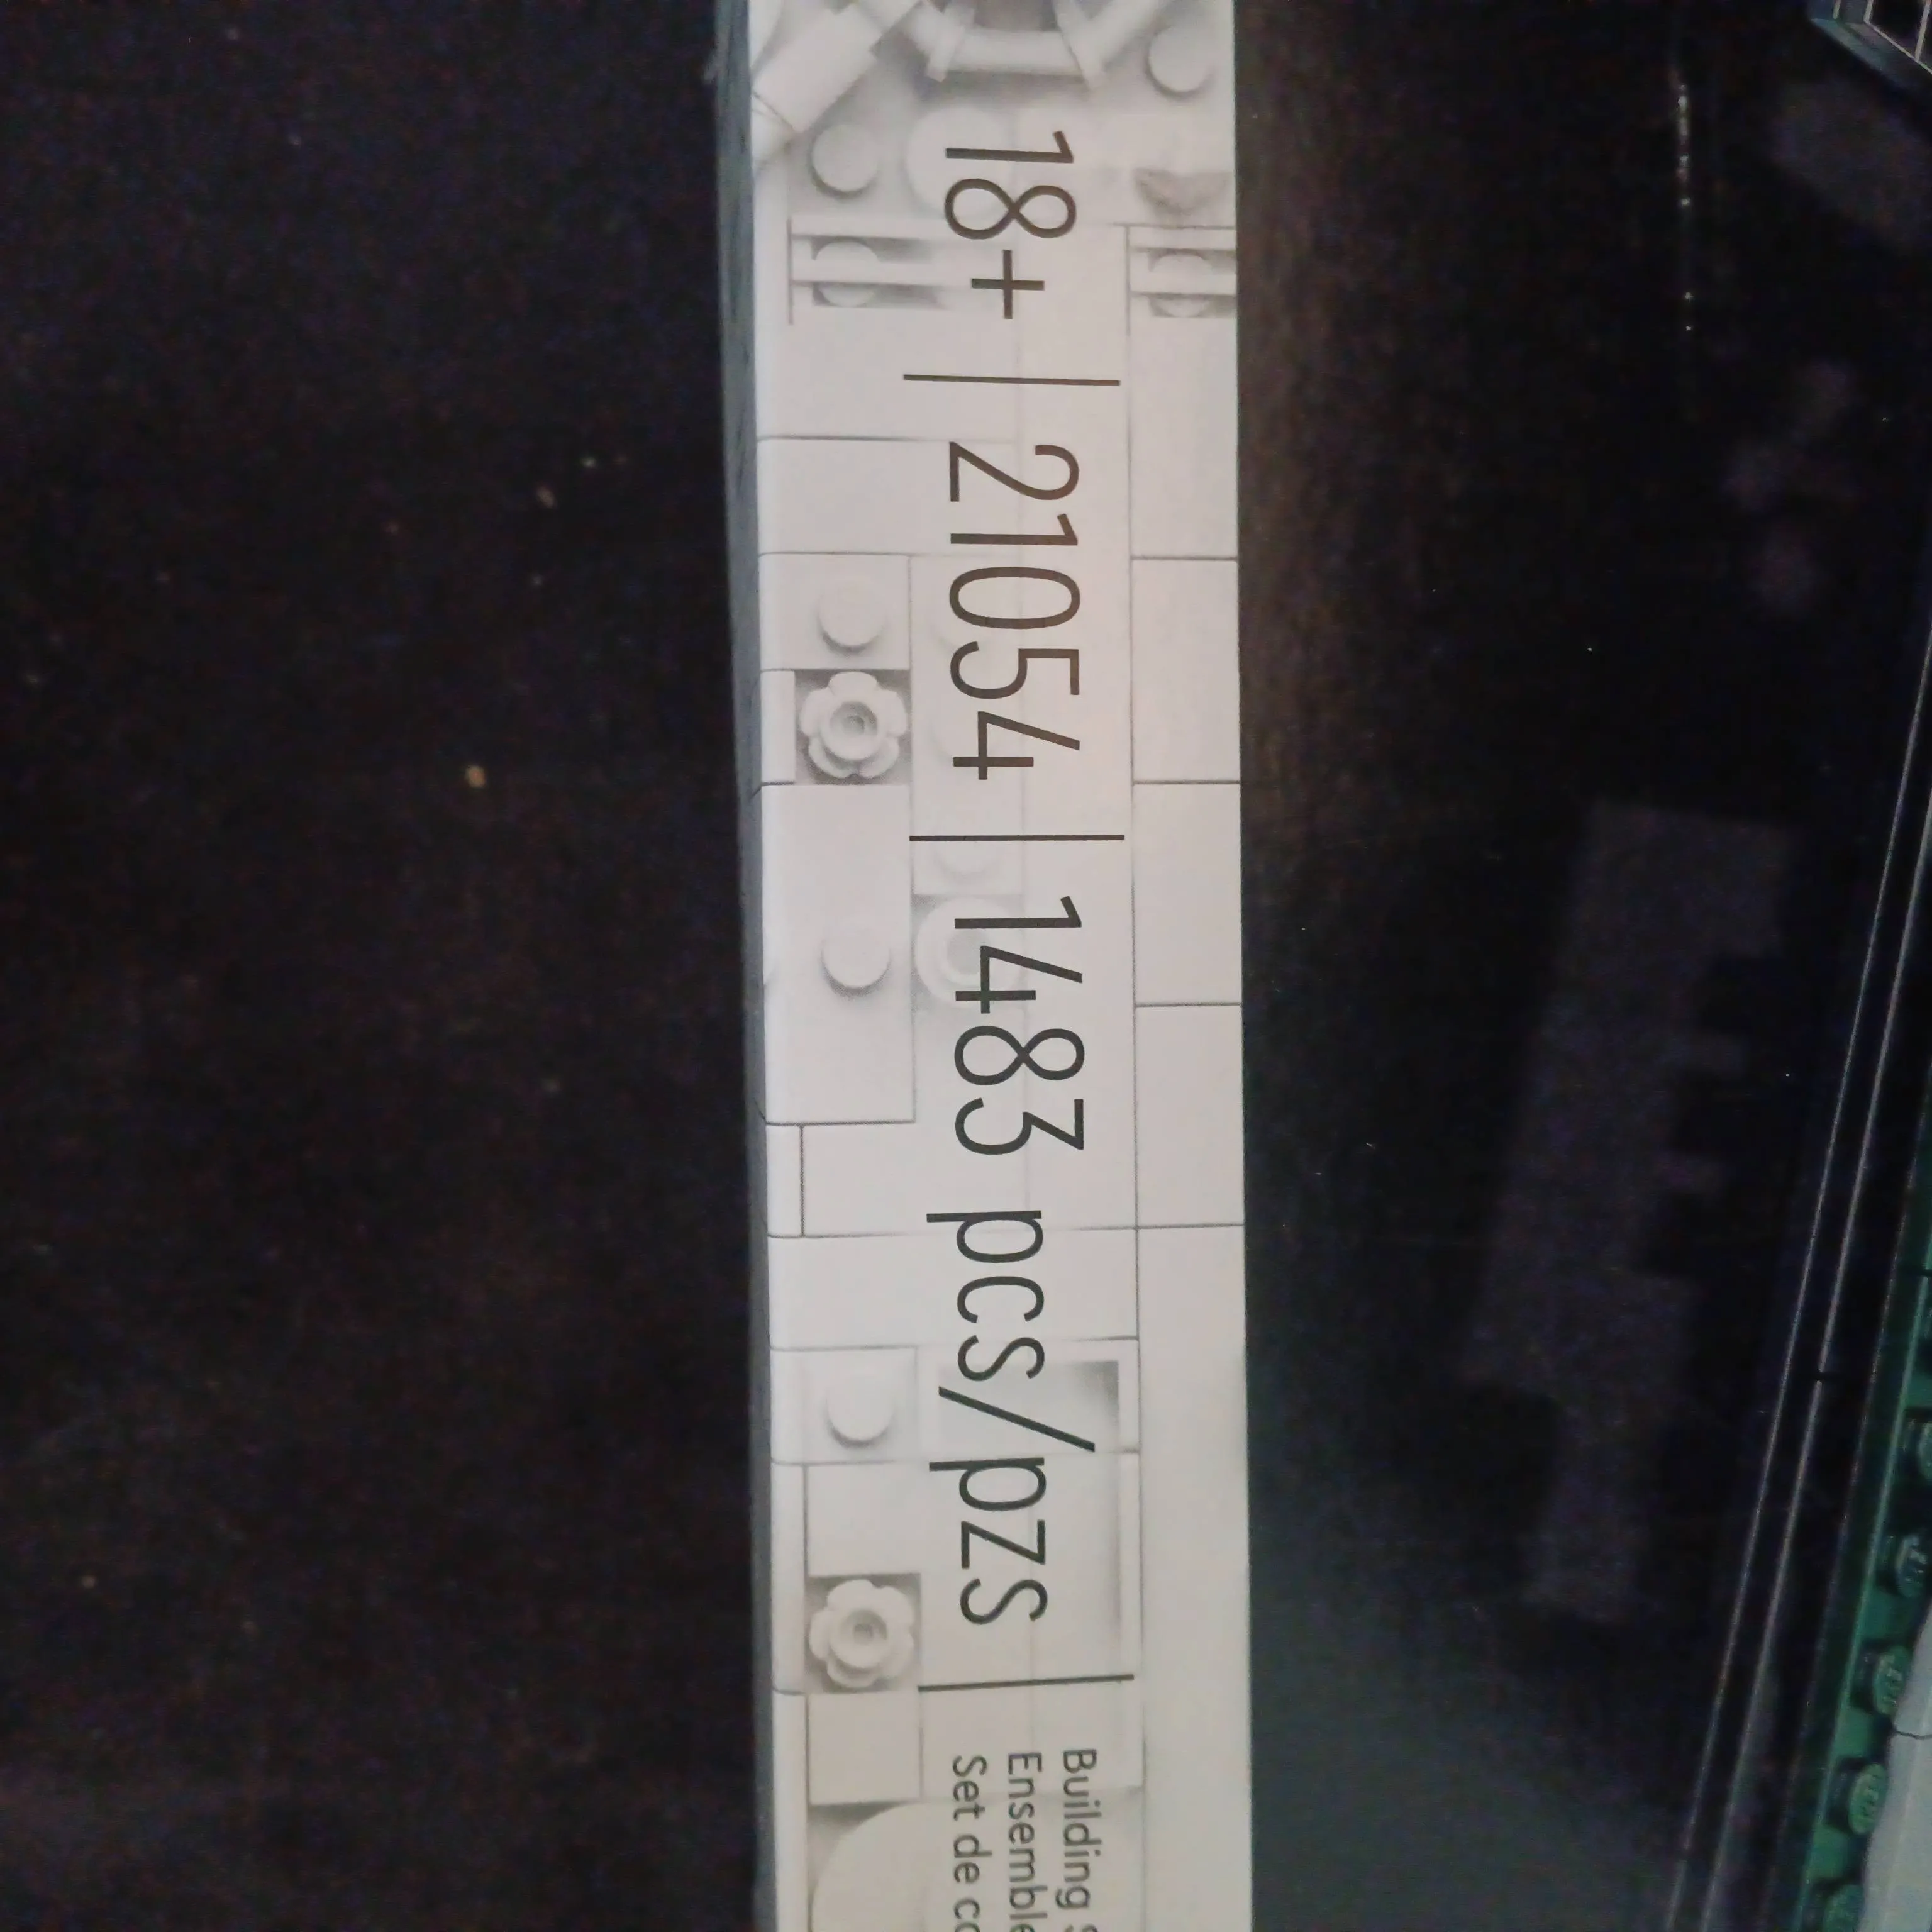 18+ | 21054 | 1483 pcs/pzs |
Building
Ensemble
Set de